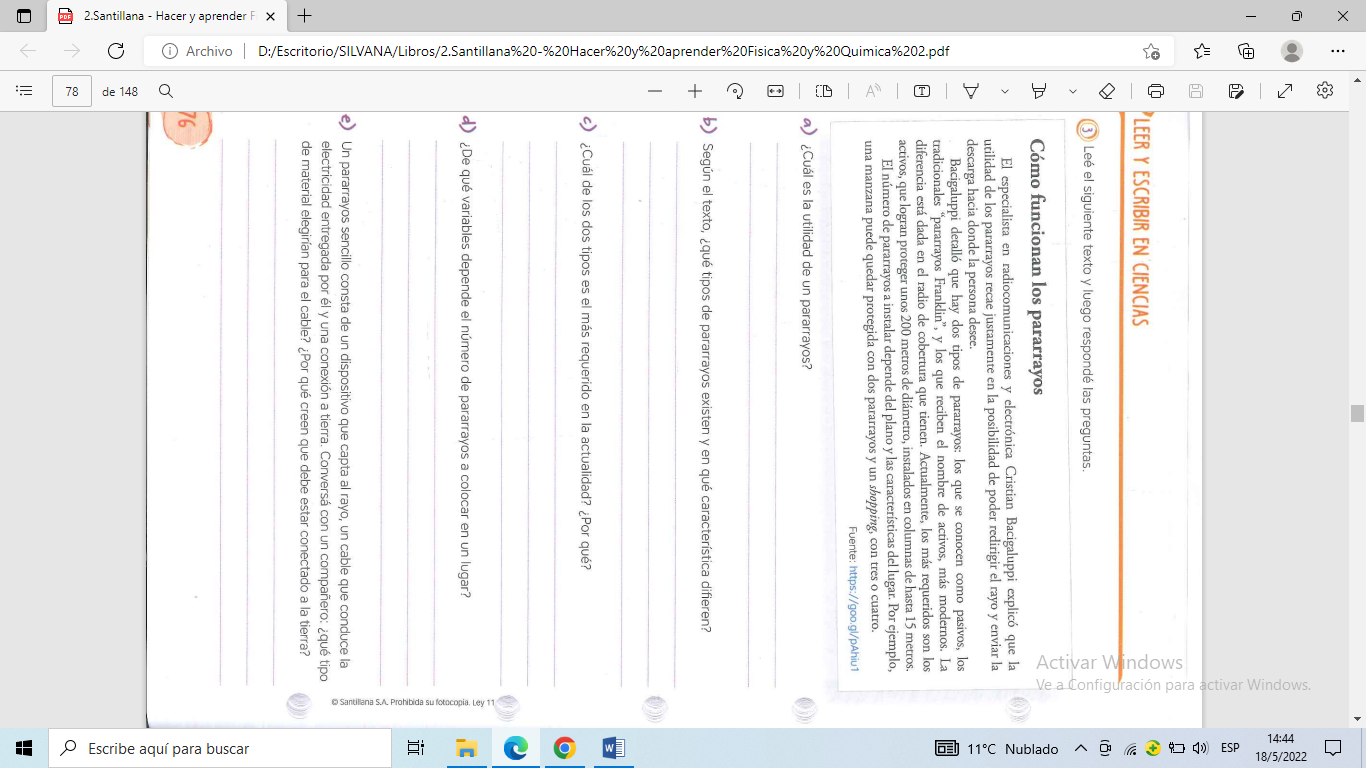 2.Santillana - Hacer y aprender F
Archivo
D:/Escritorio/SILVANA/Libros/2.Santillana%20-%20Hacer%20y%20aprender%20Fisica%20y%20Quimica%202.pdf
78 de 148
LEER Y ESCRIBIR EN CIENCIAS
3 Leé el siguiente texto y luego respondé las preguntas.
Cómo funcionan los pararrayos
El especialista en radiocomunicaciones y electrónica Cristian Bacigaluppi explicó que la
utilidad de los pararrayos recae justamente en la posibilidad de poder redirigir el rayo y enviar la
descarga hacia donde la persona desee.
Bacigaluppi detalló que hay dos tipos de pararrayos: los que se conocen como pasivos, los
tradicionales "pararrayos Franklin", y los que reciben el nombre de activos, más modernos. La
diferencia está dada en el radio de cobertura que tienen. Actualmente, los más requeridos son los
activos, que logran proteger unos 200 metros de diámetro, instalados en columnas de hasta 15 metros.
El número de pararrayos a instalar depende del plano y las características del lugar. Por ejemplo,
una manzana puede quedar protegida con dos pararrayos y un shopping, con tres o cuatro.
Fuente: https://goo.gl/pAhiu1
a) ¿Cuál es la utilidad de un pararrayos?
b) Según el texto, ¿qué tipos de pararrayos existen y en qué característica difieren?
c) ¿Cuál de los dos tipos es el más requerido en la actualidad? ¿Por qué?
d) ¿De qué variables depende el número de pararrayos a colocar en un lugar?
e) Un pararrayos sencillo consta de un dispositivo que capta al rayo, un cable que conduce la
electricidad entregada por él y una conexión a tierra. Conversá con un compañero: ¿qué tipo
de material elegirían para el cable? ¿Por qué creen que debe estar conectado a la tierra?
76
© Santillana S.A. Prohibida su fotocopia. Ley 11
Activar Windows
Ve a Configuración para activar Windows.
Escribe aquí para buscar
11°C Nublado
ESP
14:44
18/5/2022